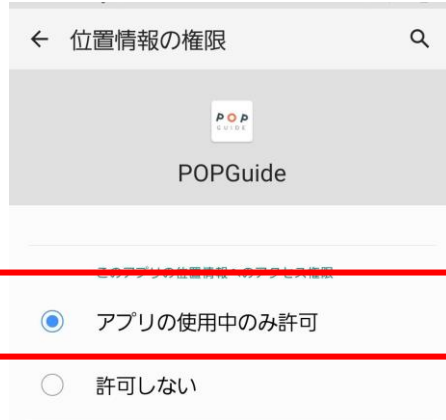 位置情報の権限
POP
GUIDE
POPGuide
このアプリの位置情報へのアクセス権限
アプリの使用中のみ許可
許可しない